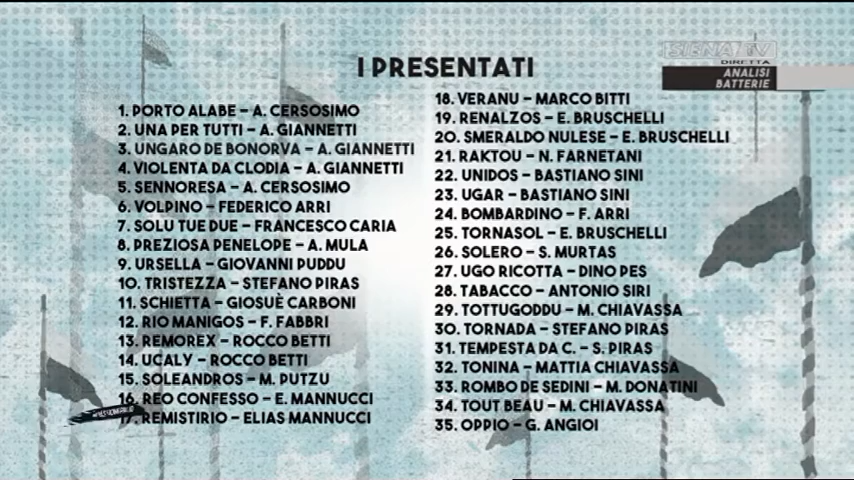 I PRESENTATI
SIENA TV
DIRETTA
ANALISI
BATTERIE
1. PORTO ALABE – A. CERSOSIMO
2. UNA PER TUTTI – A. GIANNETTI
3. UNGARO DE BONORVA – A. GIANNETTI
4. VIOLENTA DA CLODIA – A. GIANNETTI
5. SENNORESA – A. CERSOSIMO
6. VOLPINO – FEDERICO ARRI
7. SOLU TUE DUE – FRANCESCO CARIA
8. PREZIOSA PENELOPE – A. MULA
9. URSELLA – GIOVANNI PUDDU
10. TRISTEZZA – STEFANO PIRAS
11. SCHIETTA – GIOSUÈ CARBONI
12. RIO MANIGOS – F. FABBRI
13. REMOREX – ROCCO BETTI
14. UCALY – ROCCO BETTI
15. SOLEANDROS – M. PUTZU
16. REO CONFESSO – E. MANNUCCI
17. REMISTIRIO – ELIAS MANNUCCI
18. VERANU – MARCO BITTI
19. RENALZOS – E. BRUSCHELLI
20. SMERALDO NULESE – E. BRUSCHELLI
21. RAKTOU – N. FARNETANI
22. UNIDOS – BASTIANO SINI
23. UGAR – BASTIANO SINI
24. BOMBARDINO – F. ARRI
25. TORNASOL – E. BRUSCHELLI
26. SOLERO – S. MURTAS
27. UGO RICOTTA – DINO PES
28. TABACCO – ANTONIO SIRI
29. TOTTUGODDU – M. CHIAVASSA
30. TORNADA – STEFANO PIRAS
31. TEMPESTA DA C. – S. PIRAS
32. TONINA – MATTIA CHIAVASSA
33. ROMBO DE SEDINI – M. DONATINI
34. TOUT BEAU – M. CHIAVASSA
35. OPPIO – G. ANGIOI